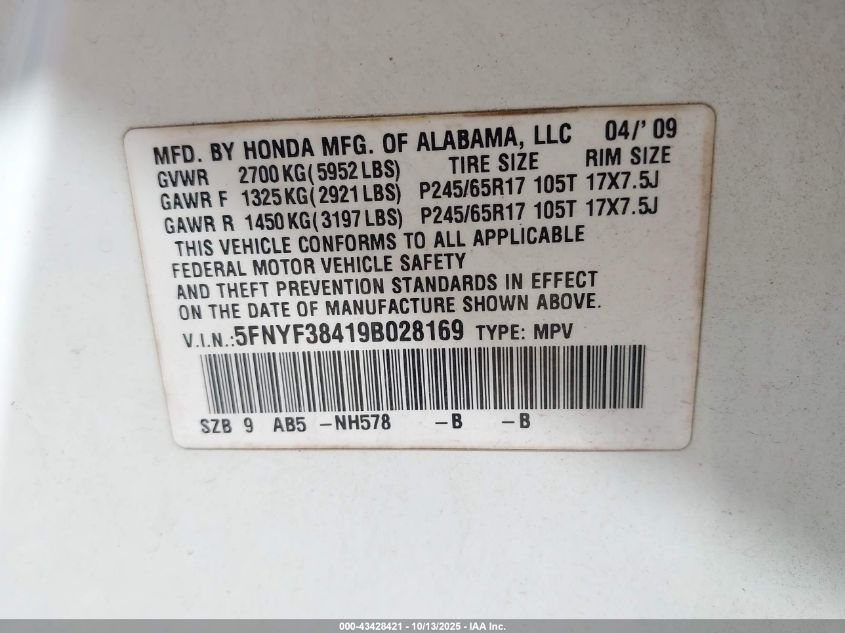 MFD. BY HONDA MFG. OF ALABAMA, LLC 04/'09
GVWR 2700KG(5952LBS) TIRE SIZE RIM SIZE
GAWR F 1325KG(2921LBS) P245/65R17 105T 17X7.5J
GAWR R 1450KG(3197LBS) P245/65R17 105T 17X7.5J
THIS VEHICLE CONFORMS TO ALL APPLICABLE
FEDERAL MOTOR VEHICLE SAFETY
AND THEFT PREVENTION STANDARDS IN EFFECT
ON THE DATE OF MANUFACTURE SHOWN ABOVE.
V.I.N.:5FNYF38419B028169 TYPE: MPV
SZB 9 AB5 -NH578 -B -B
000-43428421 - 10/13/2025 - IAA Inc.